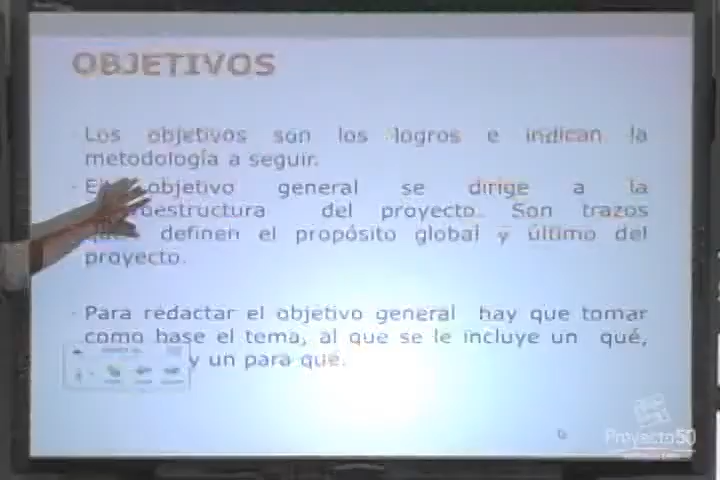 OBJETIVOS
Los objetivos son los logros e indican la
metodología a seguir.
objetivo general se dirige a la
del proyecto. Son trazos
definen el propósito global y último del
proyecto.
Para redactar el objetivo general hay que tomar
como base el tema, al que se le incluye un qué,
y un para qué.
Proyecto50